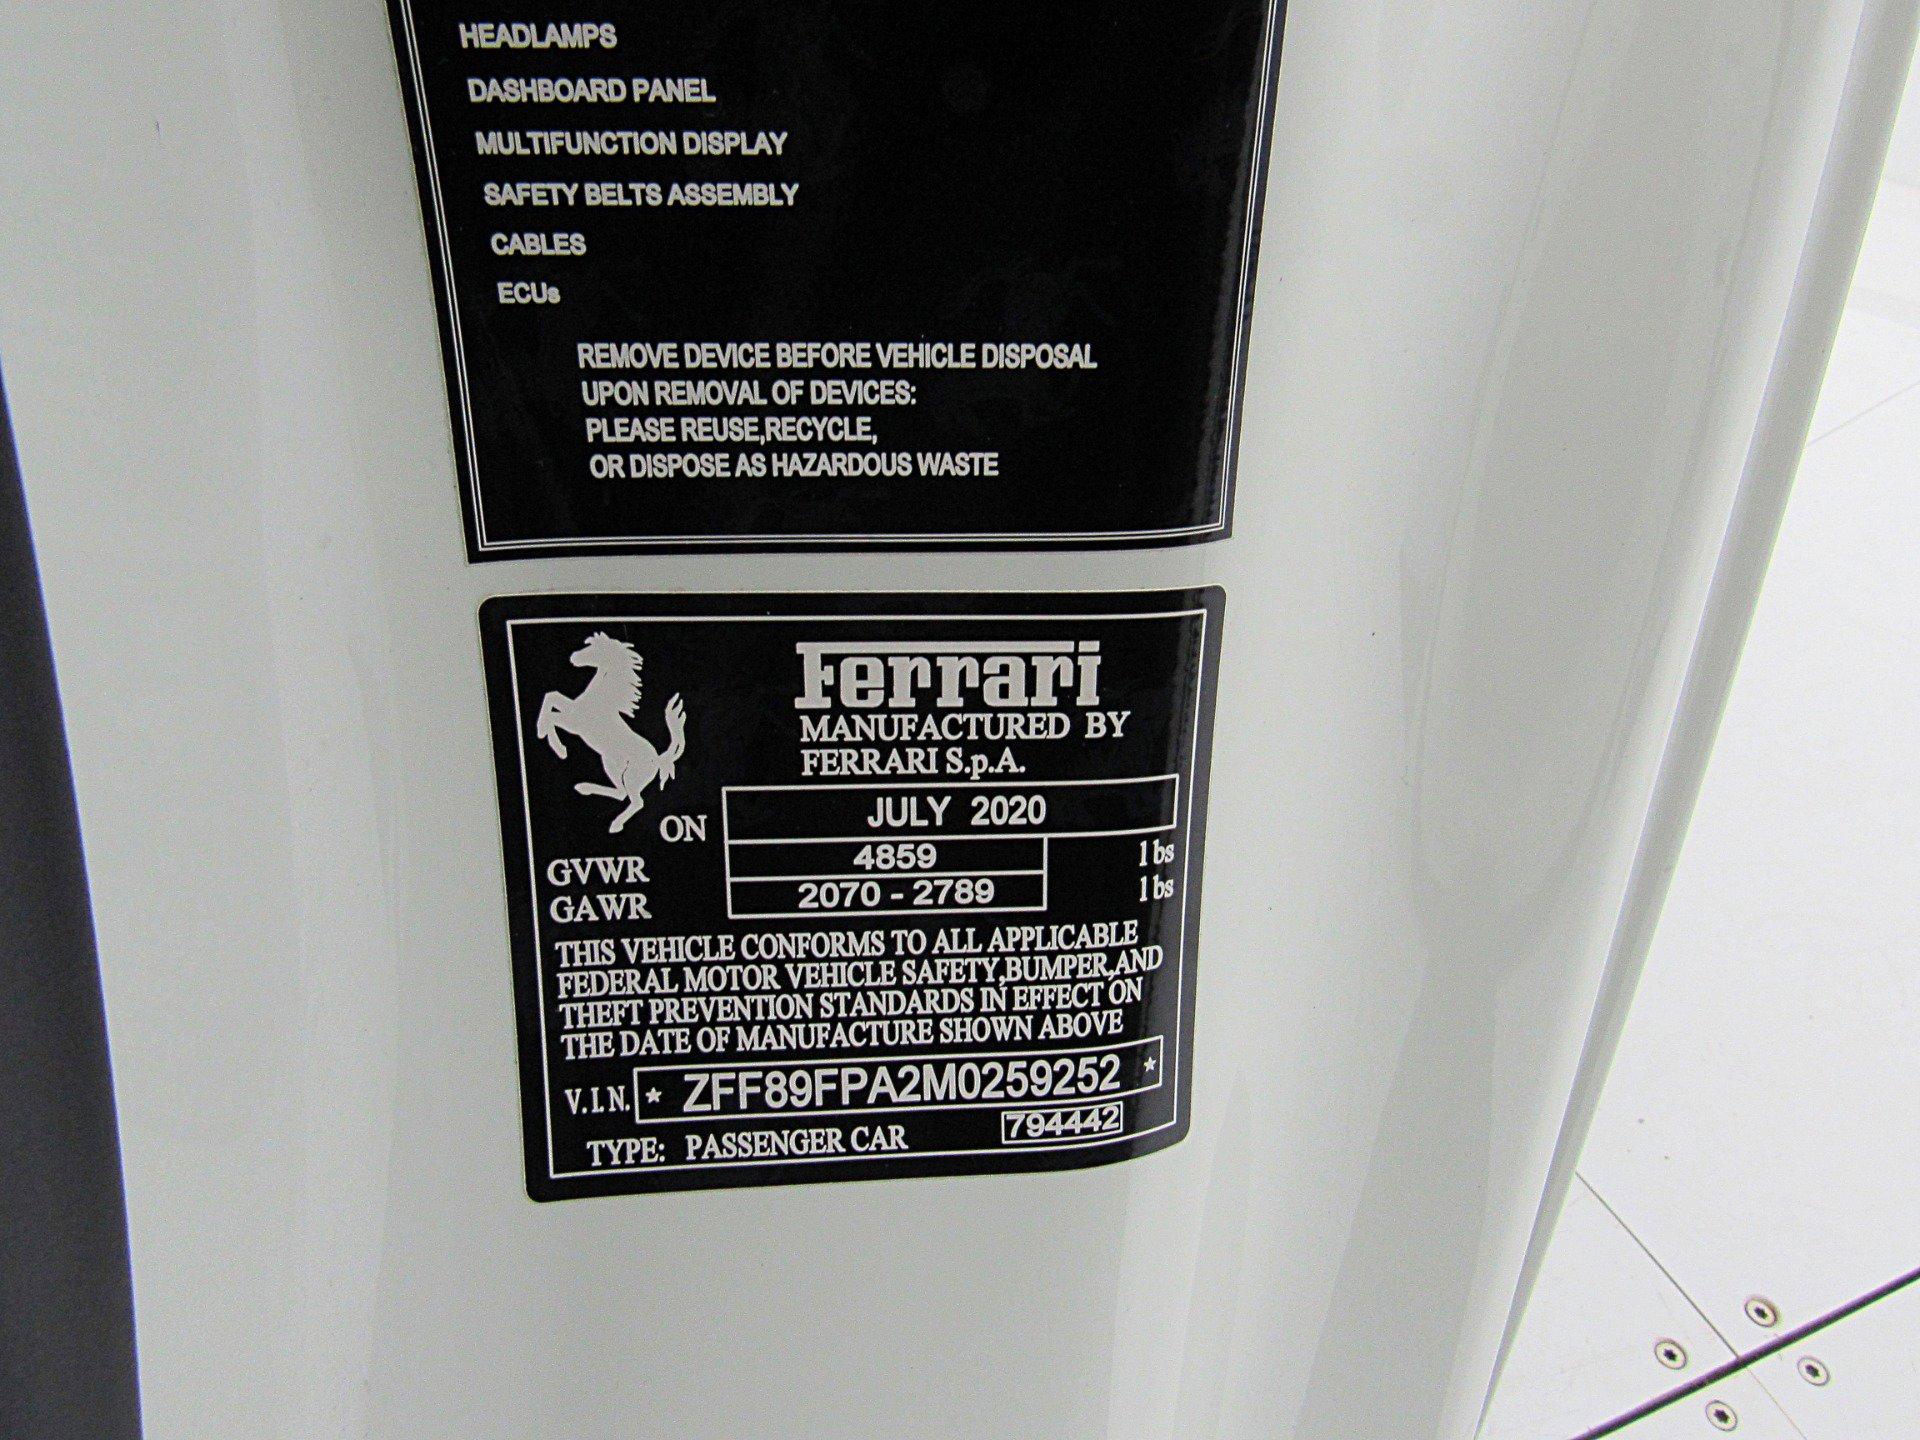 HEADLAMPS
DASHBOARD PANEL
MULTIFUNCTION DISPLAY
SAFETY BELTS ASSEMBLY
CABLES
ECUs
REMOVE DEVICE BEFORE VEHICLE DISPOSAL
UPON REMOVAL OF DEVICES:
PLEASE REUSE,RECYCLE,
OR DISPOSE AS HAZARDOUS WASTE
Ferrari
MANUFACTURED BY
FERRARI S.p.A.
ON JULY 2020
GVWR 4859 lbs
GAWR 2070 - 2789 lbs
THIS VEHICLE CONFORMS TO ALL APPLICABLE
FEDERAL MOTOR VEHICLE SAFETY,BUMPER,AND
THEFT PREVENTION STANDARDS IN EFFECT ON
THE DATE OF MANUFACTURE SHOWN ABOVE
V.I.N. * ZFF89FPA2M0259252 *
TYPE: PASSENGER CAR 794442